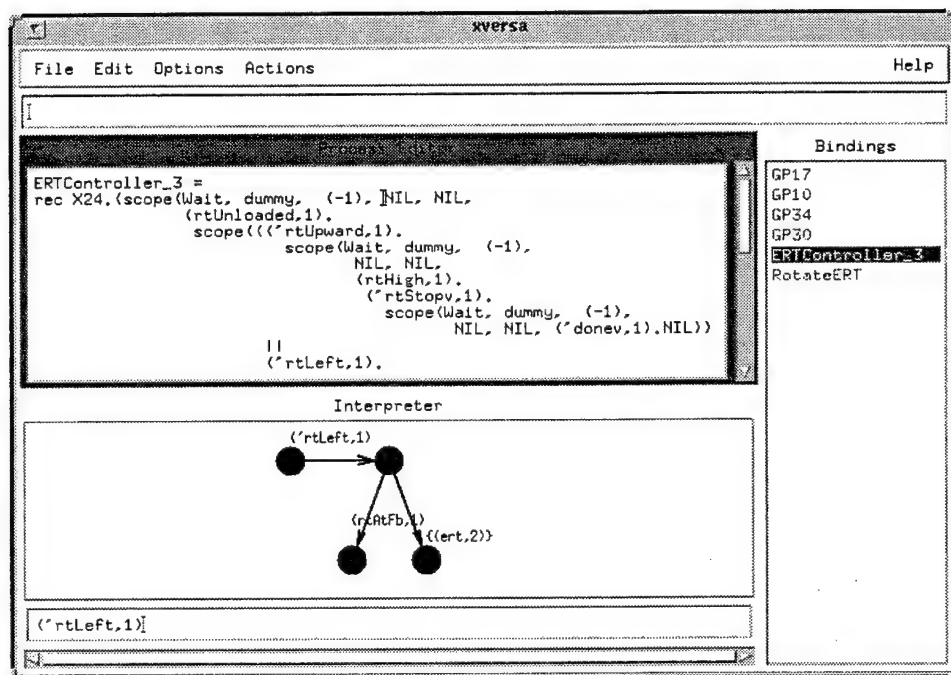 xversa
File Edit Options Actions Help
Process Editor
ERTController_3 =
rec X24.(scope(Wait, dummy, (-1), NIL, NIL,
(rtUnloaded,1).
scope((('rtUpward,1).
scope(Wait, dummy, (-1),
NIL, NIL,
(rtHigh,1).
('rtStopv,1).
scope(Wait, dummy, (-1),
NIL, NIL, ('donev,1).NIL))
||
('rtLeft,1).
Bindings
GP17
GP10
GP34
GP30
ERTController_3
RotateERT
Interpreter
('rtLeft,1)
(rtAtFb,1)
{(ert,2)}
('rtLeft,1)